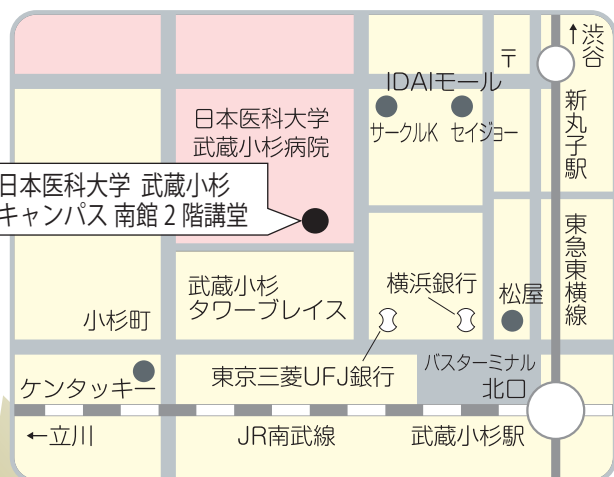 ↑渋谷
〒
IDAIモール
サークルK セイジョー
新丸子駅
日本医科大学
武蔵小杉病院
日本医科大学 武蔵小杉
キャンパス 南館2階講堂
東急東横線
武蔵小杉
タワープレイス
横浜銀行
松屋
小杉町
バスターミナル
北口
東京三菱UFJ銀行
ケンタッキー
←立川
JR南武線
武蔵小杉駅